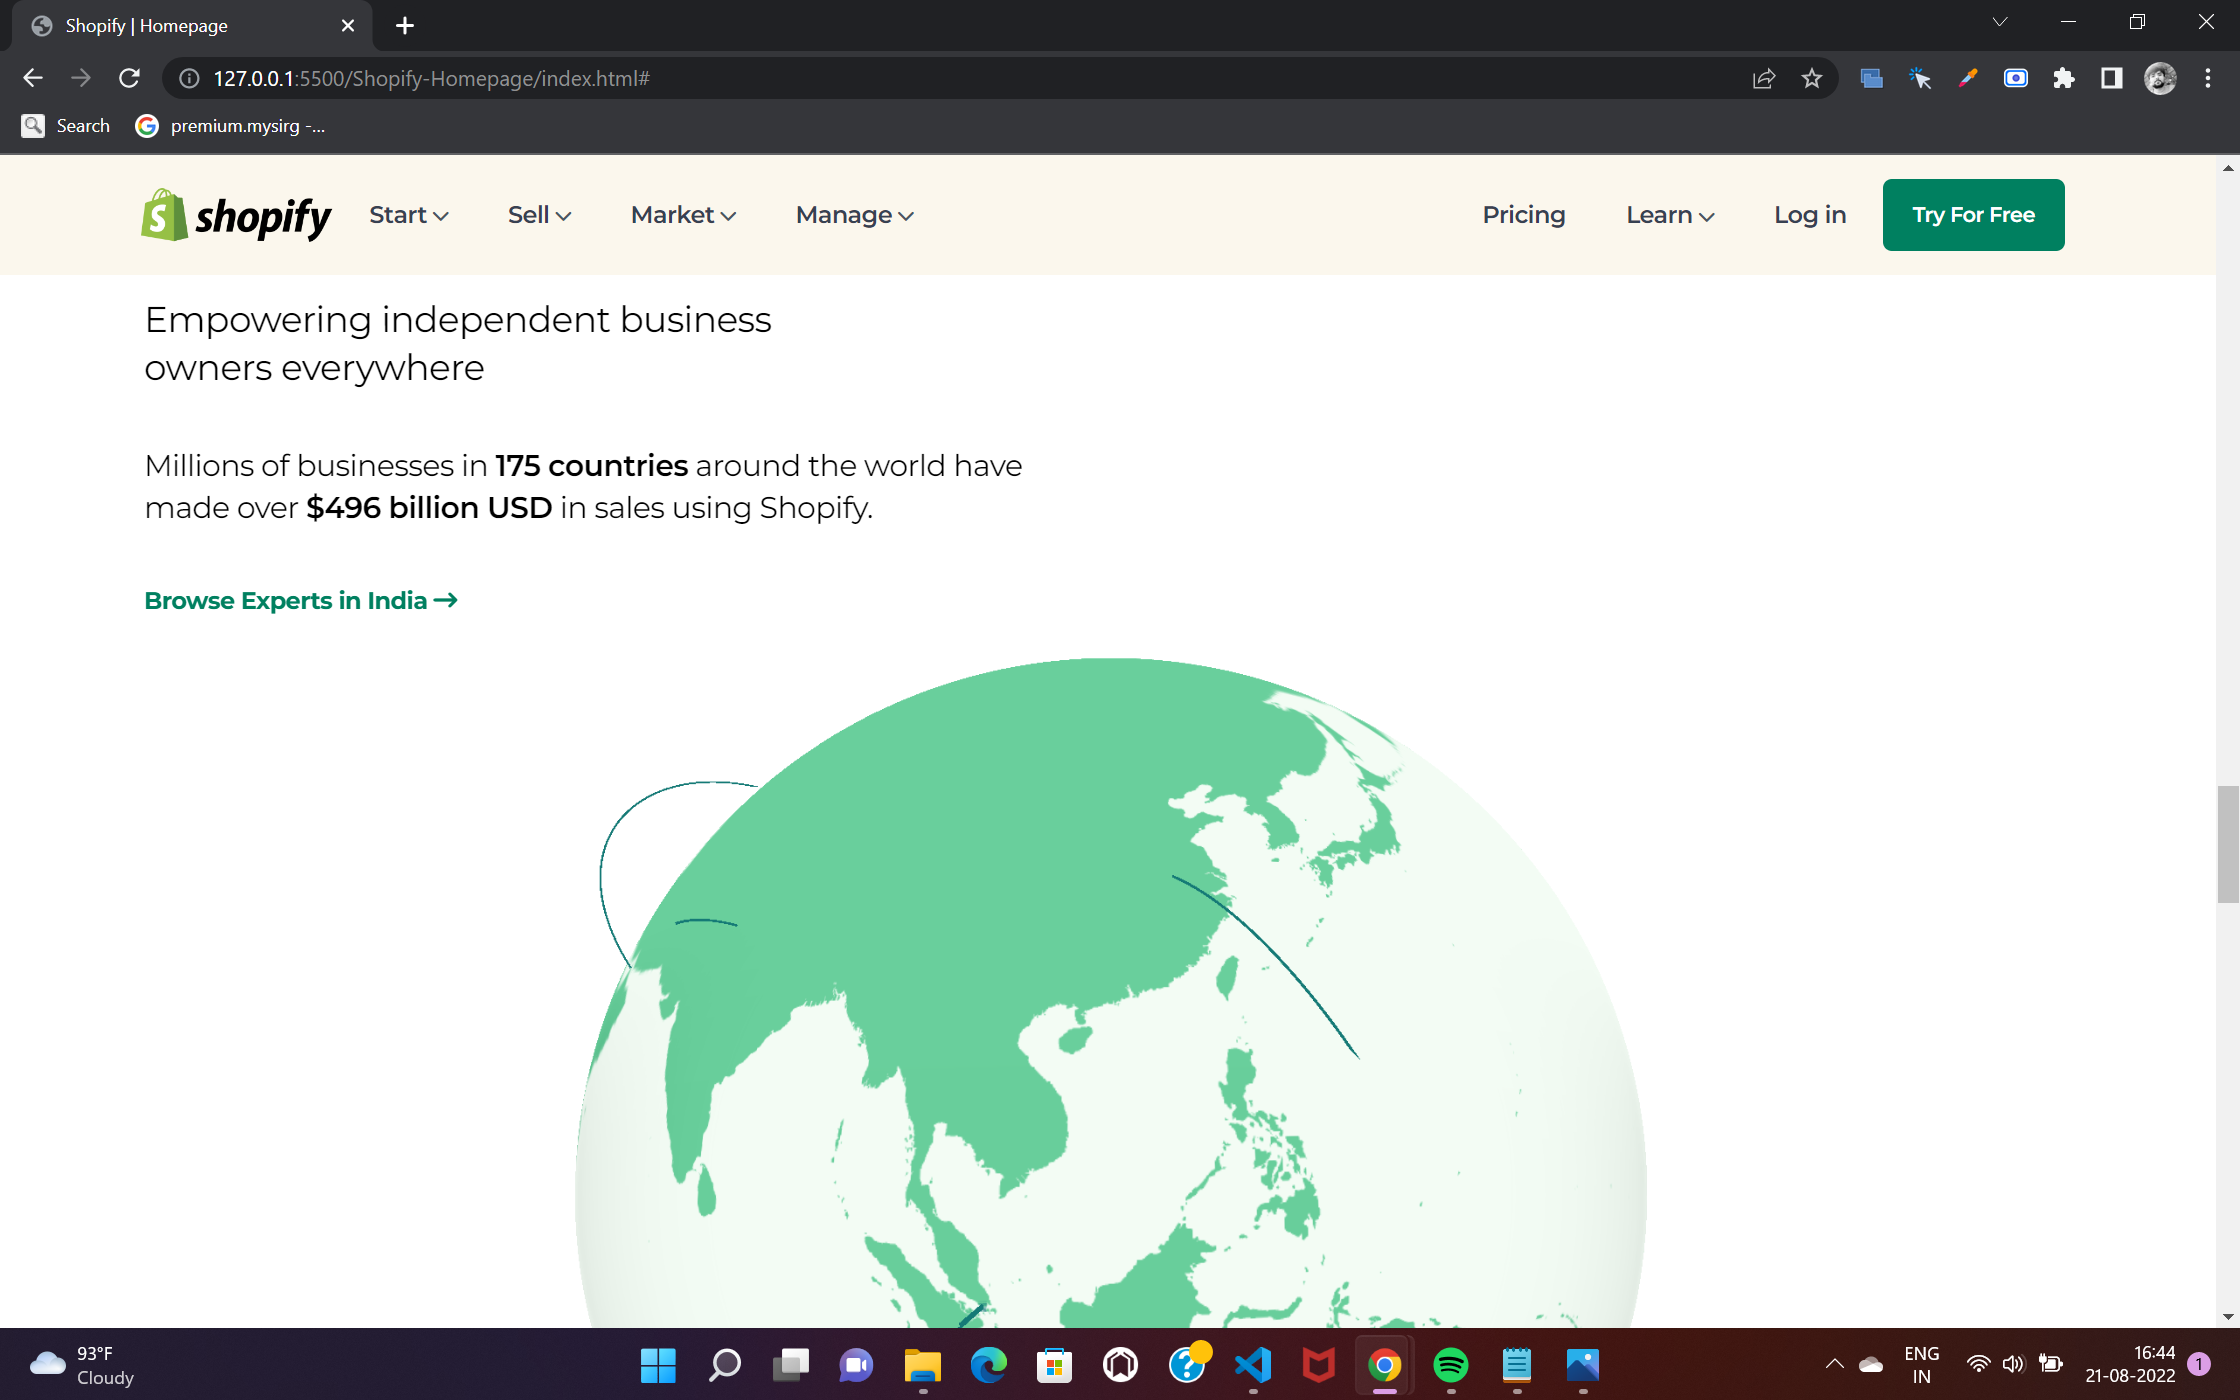 Shopify | Homepage
127.0.0.1:5500/Shopify-Homepage/index.html#
Search premium.mysirg -...
shopify Start Sell Market Manage Pricing Learn Log in Try For Free
Empowering independent business
owners everywhere
Millions of businesses in 175 countries around the world have
made over $496 billion USD in sales using Shopify.
Browse Experts in India →
93°F
Cloudy
ENG
IN
16:44
21-08-2022
1